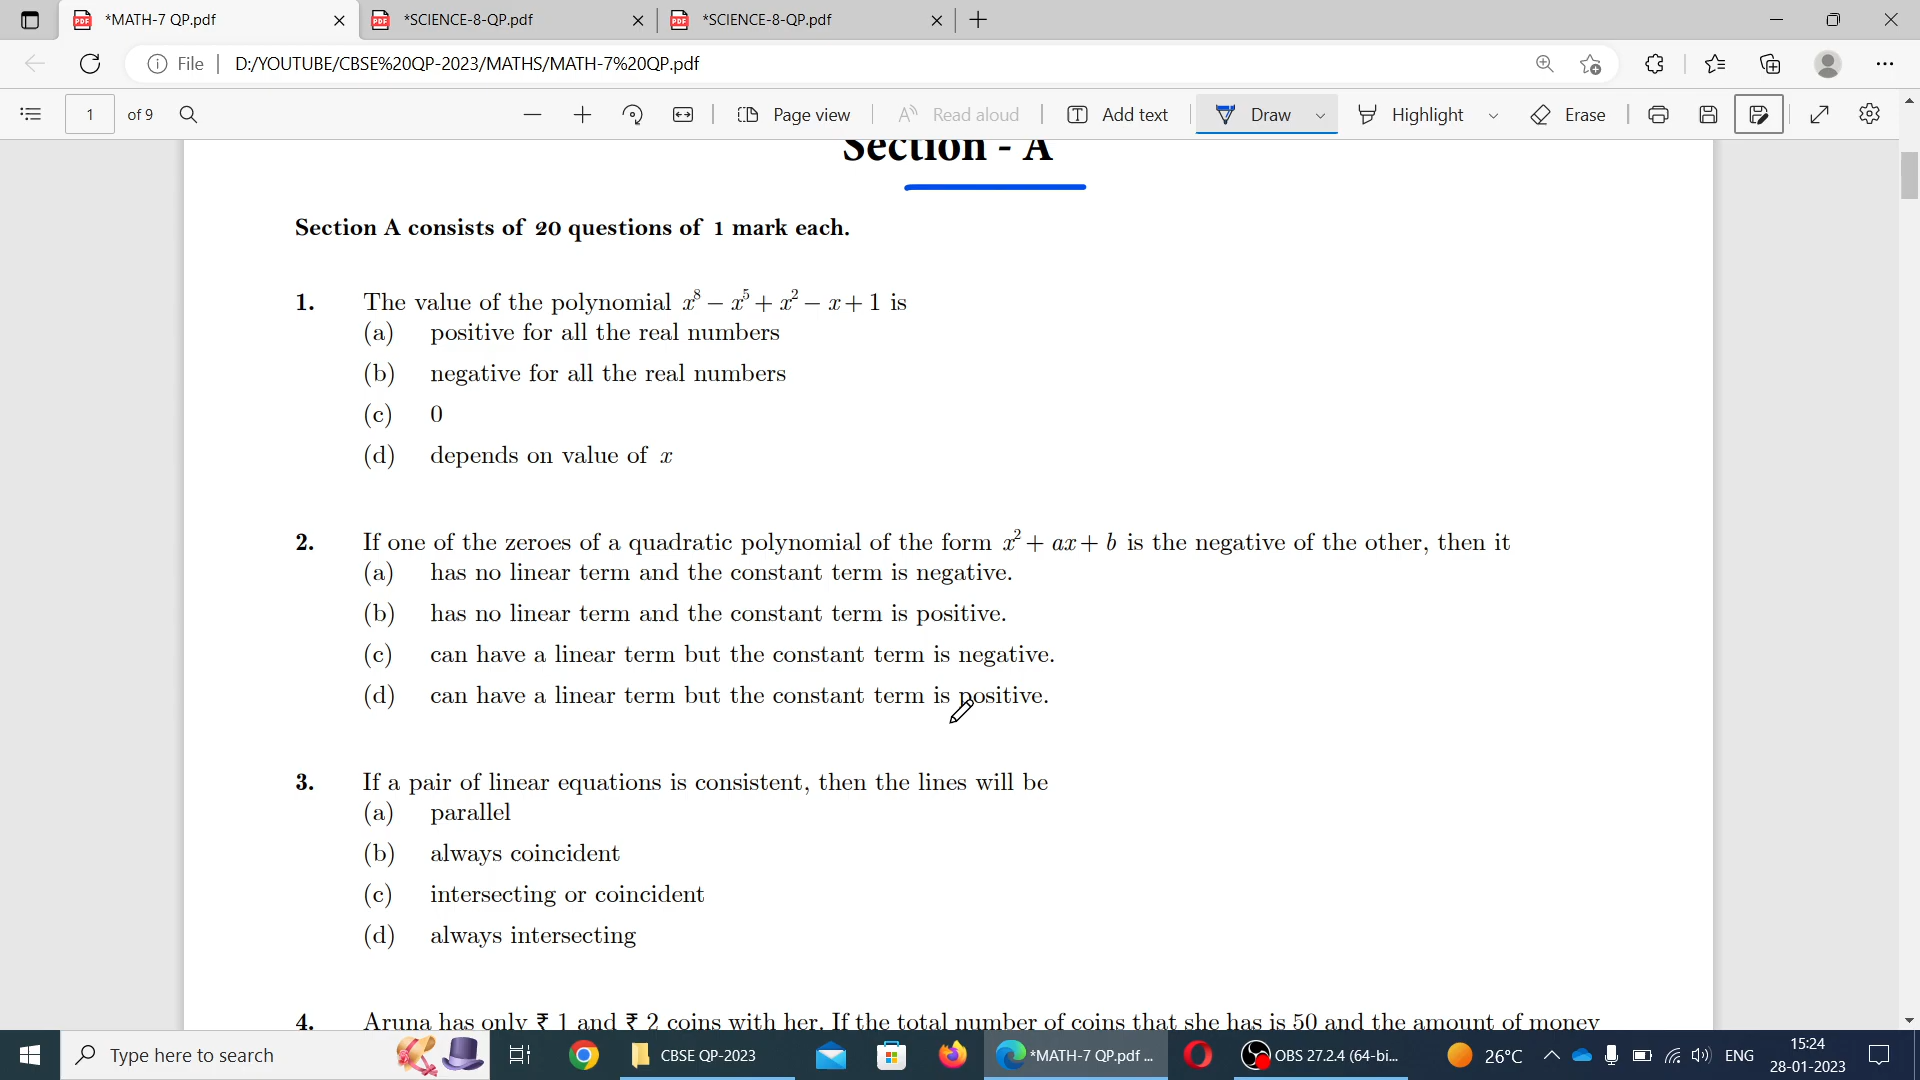 *MATH-7 QP.pdf
*SCIENCE-8-QP.pdf
*SCIENCE-8-QP.pdf
File
D:/YOUTUBE/CBSE%20QP-2023/MATHS/MATH-7%20QP.pdf
1 of 9
Page view
Read aloud
Add text
Draw
Highlight
Erase
Section - A
Section A consists of 20 questions of 1 mark each.
1. The value of the polynomial x⁸ − x⁵ + x² − x + 1 is
(a) positive for all the real numbers
(b) negative for all the real numbers
(c) 0
(d) depends on value of x
2. If one of the zeroes of a quadratic polynomial of the form x² + ax + b is the negative of the other, then it
(a) has no linear term and the constant term is negative.
(b) has no linear term and the constant term is positive.
(c) can have a linear term but the constant term is negative.
(d) can have a linear term but the constant term is positive.
3. If a pair of linear equations is consistent, then the lines will be
(a) parallel
(b) always coincident
(c) intersecting or coincident
(d) always intersecting
4. Aruna has only ₹ 1 and ₹ 2 coins with her. If the total number of coins that she has is 50 and the amount of money
Type here to search
CBSE QP-2023
*MATH-7 QP.pdf ...
OBS 27.2.4 (64-bi...
26°C
ENG
15:24
28-01-2023